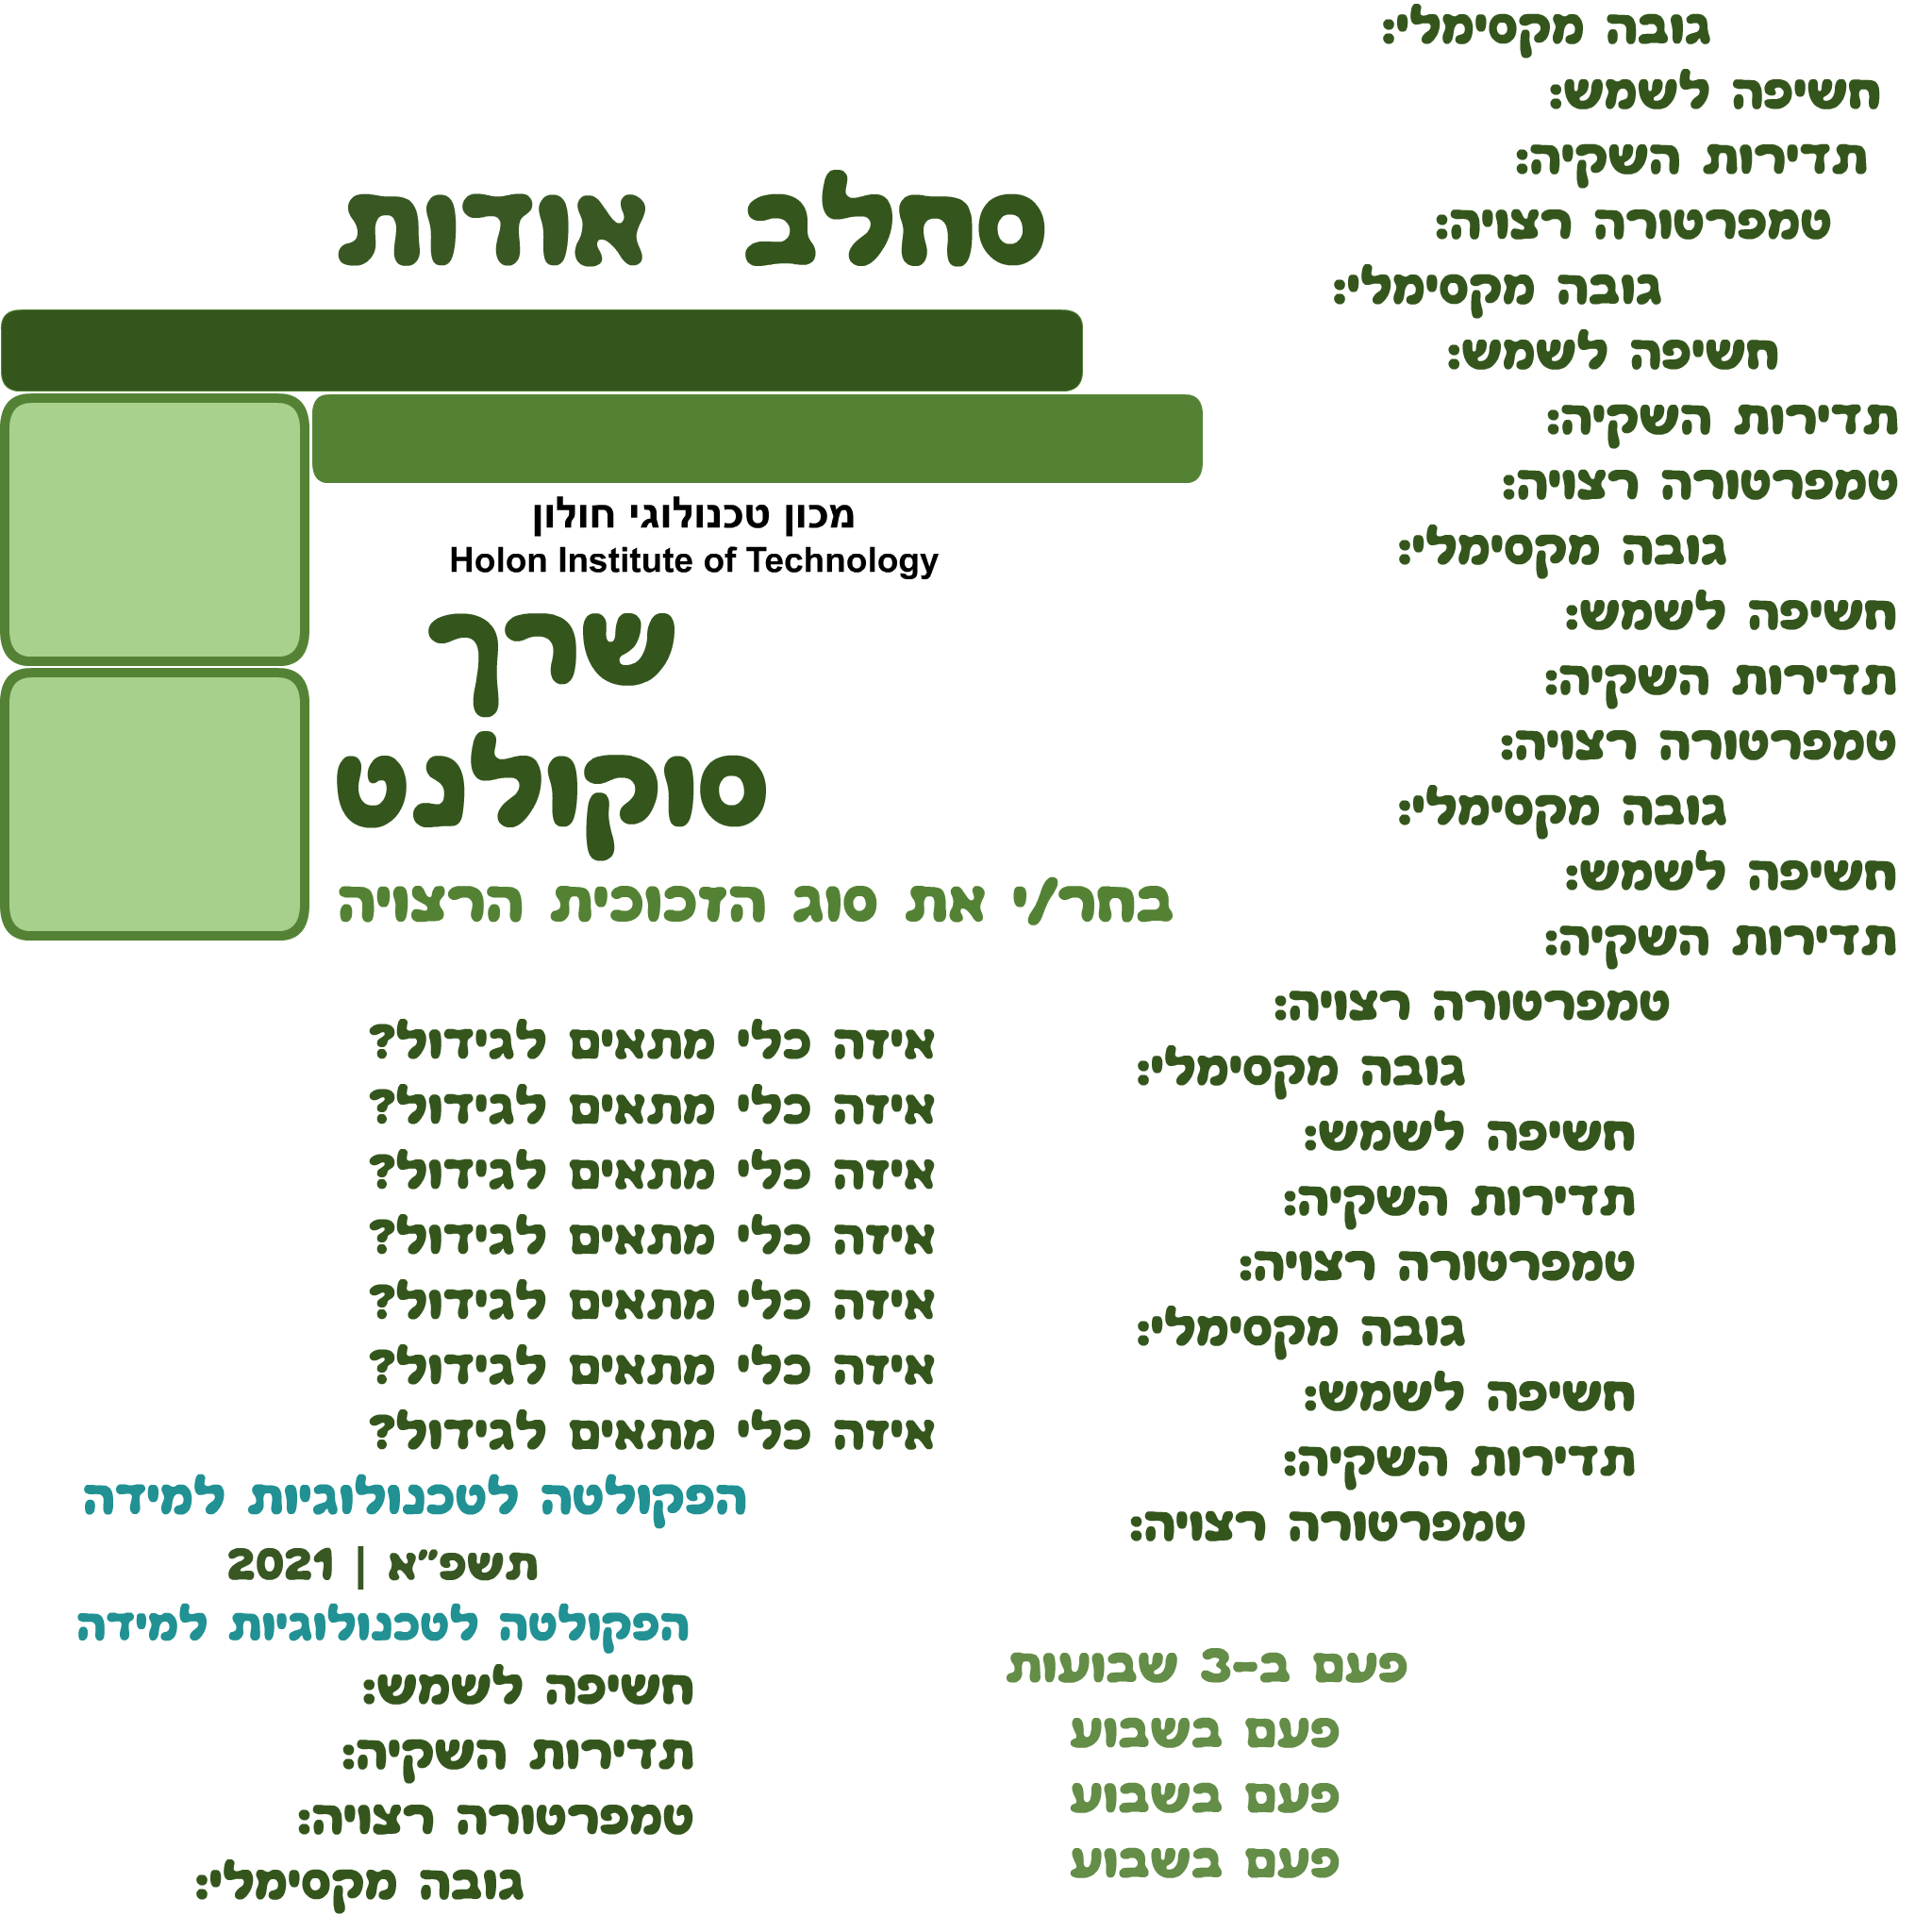 גובה מקסימלי:
חשיפה לשמש:
תדירות השקיה:
טמפרטורה רצויה:
גובה מקסימלי:
חשיפה לשמש:
תדירות השקיה:
טמפרטורה רצויה:
גובה מקסימלי:
חשיפה לשמש:
תדירות השקיה:
טמפרטורה רצויה:
גובה מקסימלי:
חשיפה לשמש:
תדירות השקיה:
טמפרטורה רצויה:
גובה מקסימלי:
חשיפה לשמש:
תדירות השקיה:
טמפרטורה רצויה:
גובה מקסימלי:
חשיפה לשמש:
תדירות השקיה:
טמפרטורה רצויה:
סחלב אודות
מכון טכנולוגי חולון
Holon Institute of Technology
שרך
סוקולנט
בחר/י את סוג הזכוכית הרצויה
איזה כלי מתאים לגידול?
איזה כלי מתאים לגידול?
איזה כלי מתאים לגידול?
איזה כלי מתאים לגידול?
איזה כלי מתאים לגידול?
איזה כלי מתאים לגידול?
איזה כלי מתאים לגידול?
הפקולטה לטכנולוגיות למידה
תשפ״א | 2021
הפקולטה לטכנולוגיות למידה
חשיפה לשמש:
תדירות השקיה:
טמפרטורה רצויה:
גובה מקסימלי:
פעם ב-3 שבועות
פעם בשבוע
פעם בשבוע
פעם בשבוע